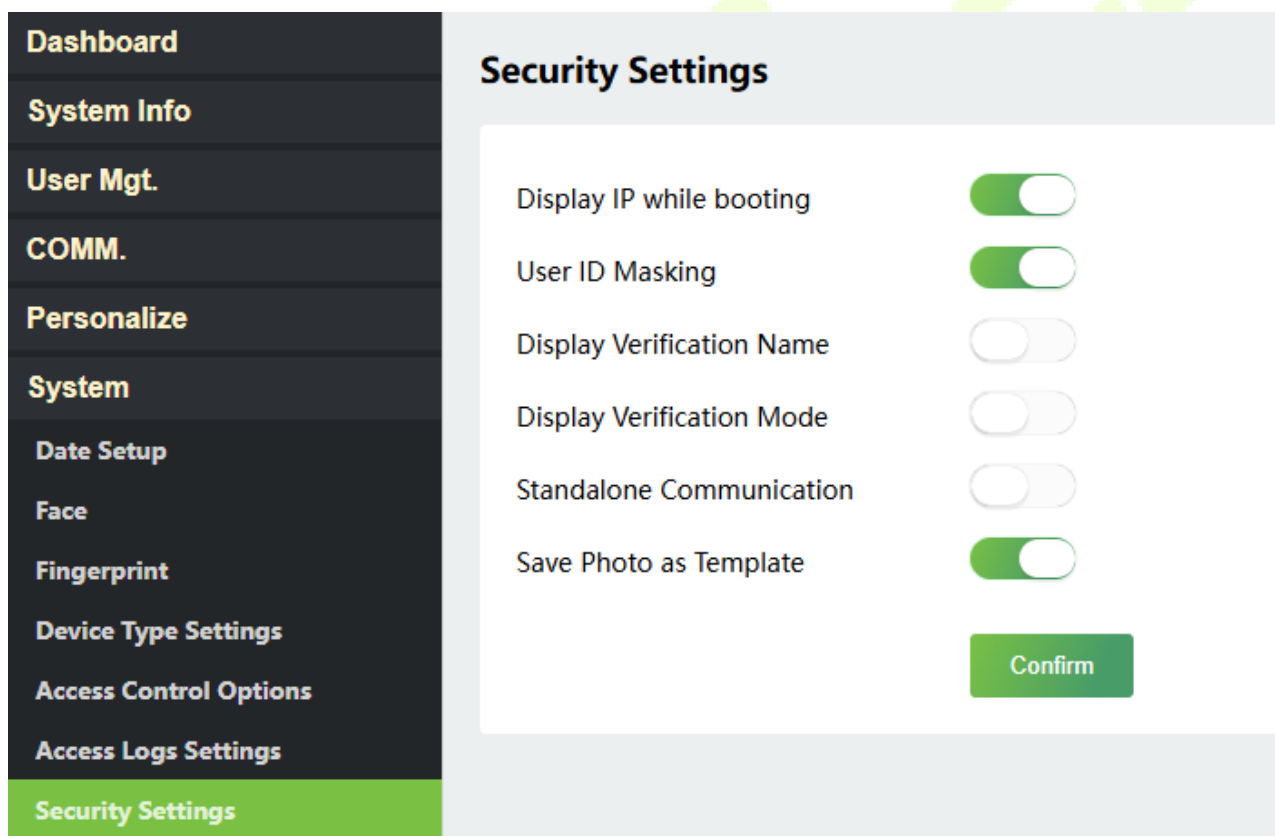 Dashboard
System Info
User Mgt.
COMM.
Personalize
System
Date Setup
Face
Fingerprint
Device Type Settings
Access Control Options
Access Logs Settings
Security Settings
Security Settings
Display IP while booting
User ID Masking
Display Verification Name
Display Verification Mode
Standalone Communication
Save Photo as Template
Confirm